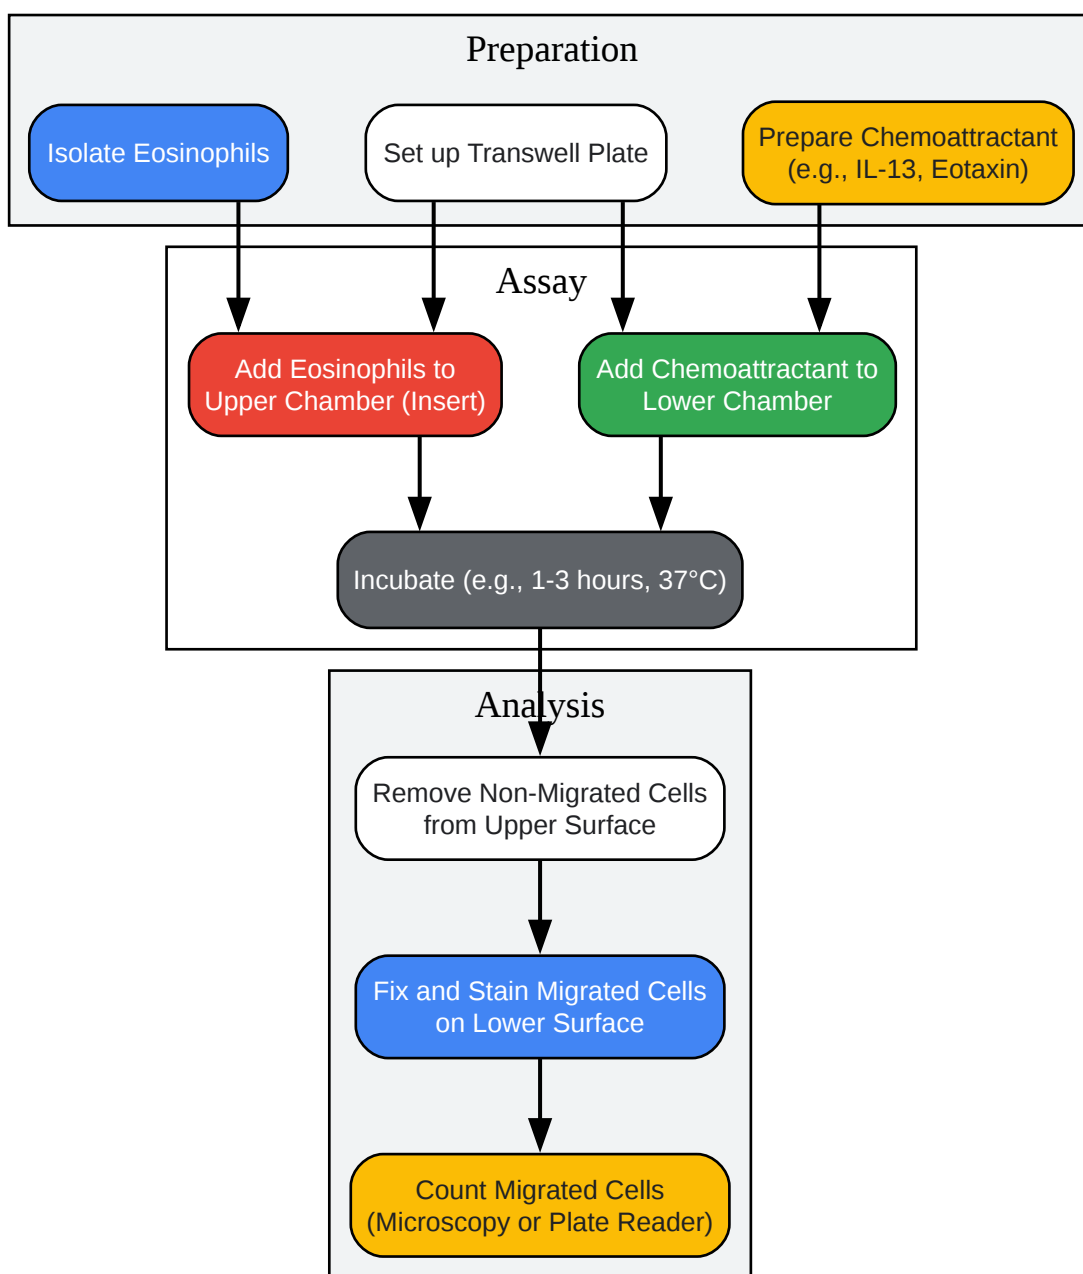 Preparation
Isolate Eosinophils
Set up Transwell Plate
Prepare Chemoattractant
(e.g., IL-13, Eotaxin)
Assay
Add Eosinophils to
Upper Chamber (Insert)
Add Chemoattractant to
Lower Chamber
Incubate (e.g., 1-3 hours, 37°C)
Analysis
Remove Non-Migrated Cells
from Upper Surface
Fix and Stain Migrated Cells
on Lower Surface
Count Migrated Cells
(Microscopy or Plate Reader)